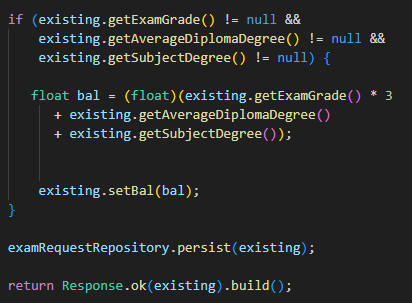 if (existing.getExamGrade() != null &&
    existing.getAverageDiplomaDegree() != null &&
    existing.getSubjectDegree() != null) {
   float bal = (float)(existing.getExamGrade() * 3
      + existing.getAverageDiplomaDegree()
      + existing.getSubjectDegree());
    existing.setBal(bal);
}
examRequestRepository.persist(existing);
return Response.ok(existing).build();